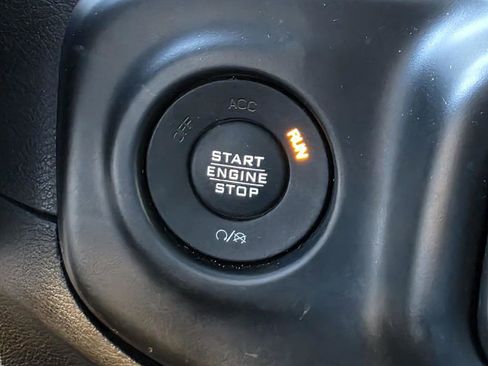 ACC
OFF
RUN
START
ENGINE
STOP